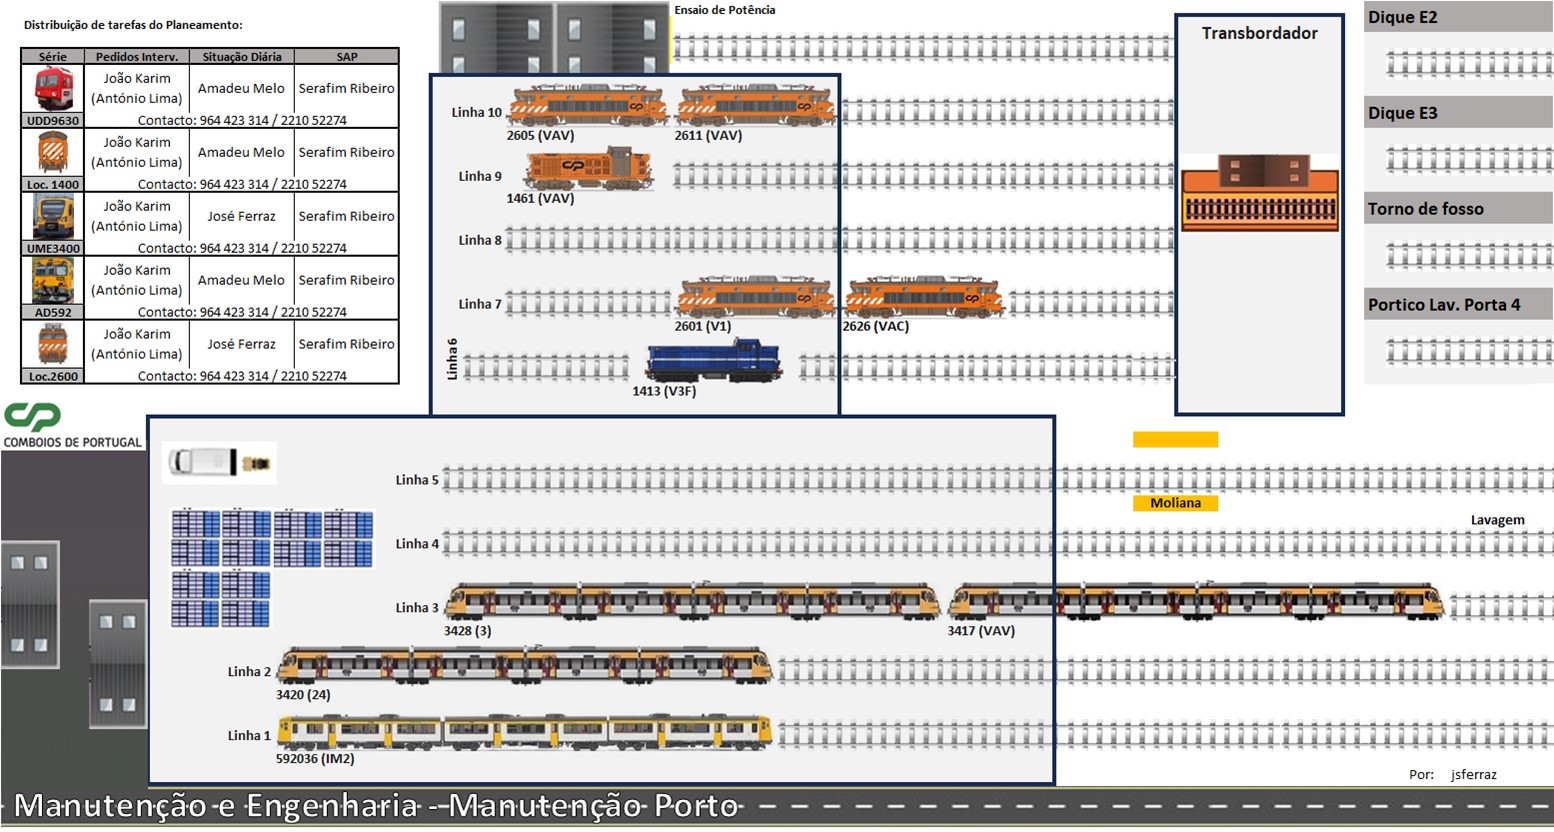 Distribuição de tarefas do Planeamento:
Série Pedidos Interv. Situação Diária SAP
João Karim
(António Lima) Amadeu Melo Serafim Ribeiro
UDD9630 Contacto: 964 423 314 / 2210 52274
João Karim
(António Lima) Amadeu Melo Serafim Ribeiro
Loc. 1400 Contacto: 964 423 314 / 2210 52274
João Karim
(António Lima) José Ferraz Serafim Ribeiro
UME3400 Contacto: 964 423 314 / 2210 52274
João Karim
(António Lima) Amadeu Melo Serafim Ribeiro
AD592 Contacto: 964 423 314 / 2210 52274
João Karim
(António Lima) José Ferraz Serafim Ribeiro
Loc.2600 Contacto: 964 423 314 / 2210 52274
CP
COMBOIOS DE PORTUGAL
Ensaio de Potência
Linha 10
2605 (VAV) 2611 (VAV)
Linha 9
1461 (VAV)
Linha 8
Linha 7
2601 (V1) 2626 (VAC)
Linha 6
1413 (V3F)
Transbordador
Dique E2
Dique E3
Torno de fosso
Portico Lav. Porta 4
Linha 5
Moliana
Lavagem
Linha 4
Linha 3
3428 (3) 3417 (VAV)
Linha 2
3420 (24)
Linha 1
592036 (IM2)
Por: jsferraz
Manutenção e Engenharia - Manutenção Porto